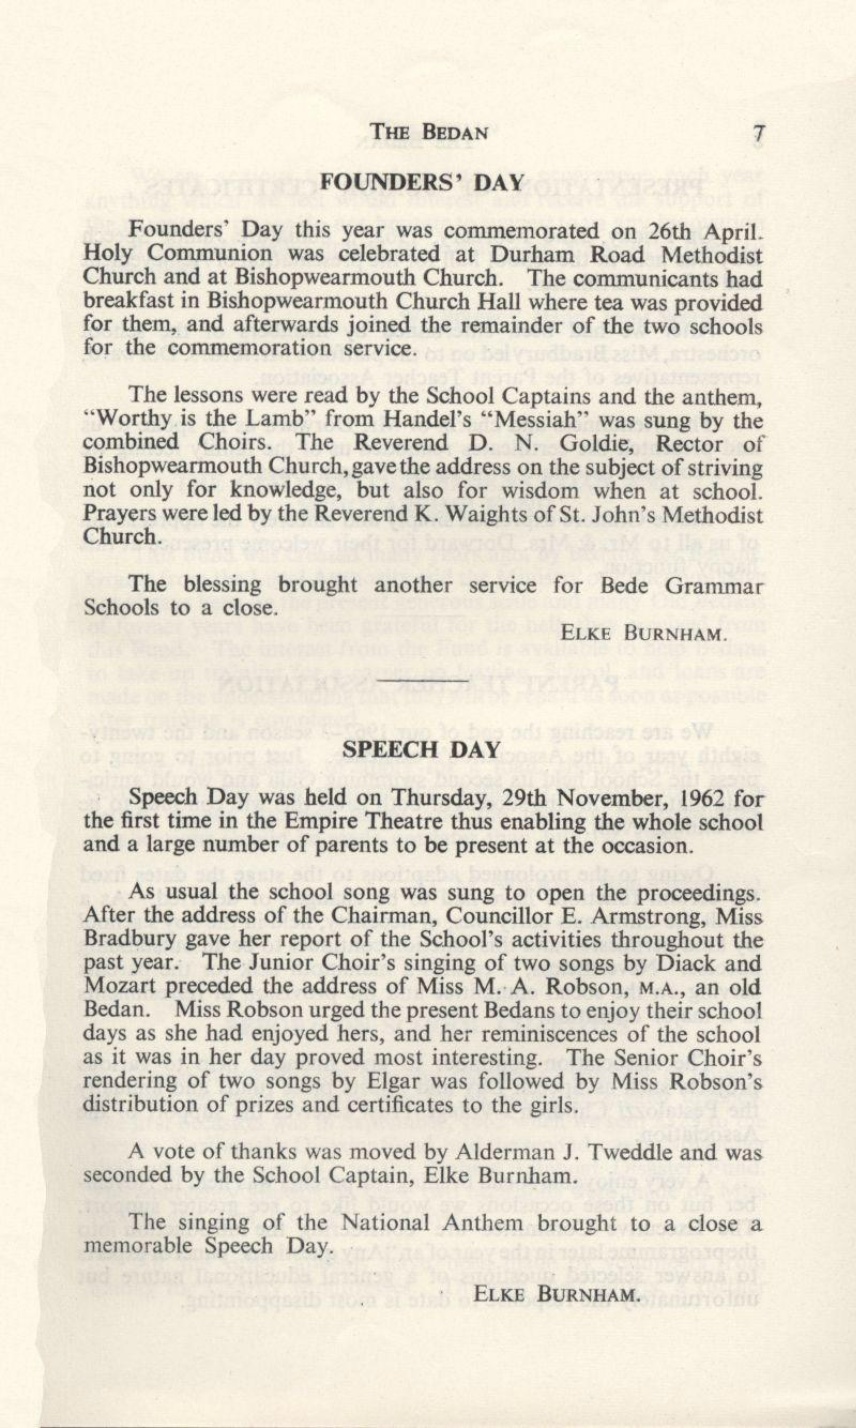 THE BEDAN 7
FOUNDERS' DAY
Founders' Day this year was commemorated on 26th April.
Holy Communion was celebrated at Durham Road Methodist
Church and at Bishopwearmouth Church. The communicants had
breakfast in Bishopwearmouth Church Hall where tea was provided
for them, and afterwards joined the remainder of the two schools
for the commemoration service.
The lessons were read by the School Captains and the anthem,
"Worthy is the Lamb" from Handel's "Messiah" was sung by the
combined Choirs. The Reverend D. N. Goldie, Rector of
Bishopwearmouth Church, gave the address on the subject of striving
not only for knowledge, but also for wisdom when at school.
Prayers were led by the Reverend K. Waights of St. John's Methodist
Church.
The blessing brought another service for Bede Grammar
Schools to a close.
ELKE BURNHAM.
SPEECH DAY
Speech Day was held on Thursday, 29th November, 1962 for
the first time in the Empire Theatre thus enabling the whole school
and a large number of parents to be present at the occasion.
As usual the school song was sung to open the proceedings.
After the address of the Chairman, Councillor E. Armstrong, Miss
Bradbury gave her report of the School's activities throughout the
past year. The Junior Choir's singing of two songs by Diack and
Mozart preceded the address of Miss M. A. Robson, M.A., an old
Bedan. Miss Robson urged the present Bedans to enjoy their school
days as she had enjoyed hers, and her reminiscences of the school
as it was in her day proved most interesting. The Senior Choir's
rendering of two songs by Elgar was followed by Miss Robson's
distribution of prizes and certificates to the girls.
A vote of thanks was moved by Alderman J. Tweddle and was
seconded by the School Captain, Elke Burnham.
The singing of the National Anthem brought to a close a
memorable Speech Day.
ELKE BURNHAM.